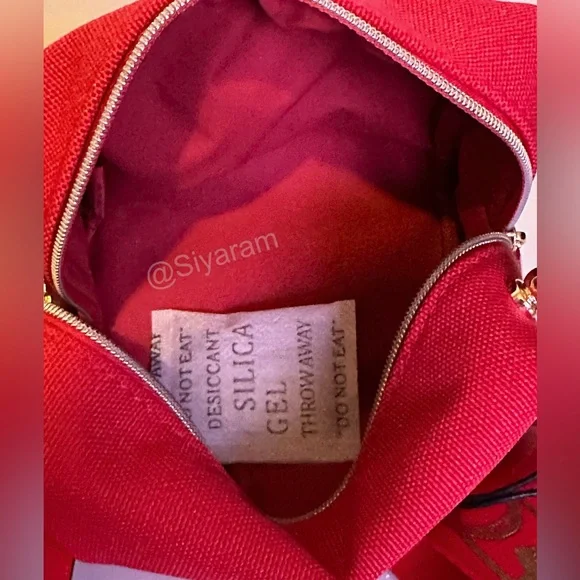 @Siyaram
AWAY
O NOT EAT"
DESICCANT
SILICA
GEL
THROW AWAY
"DO NOT EAT"